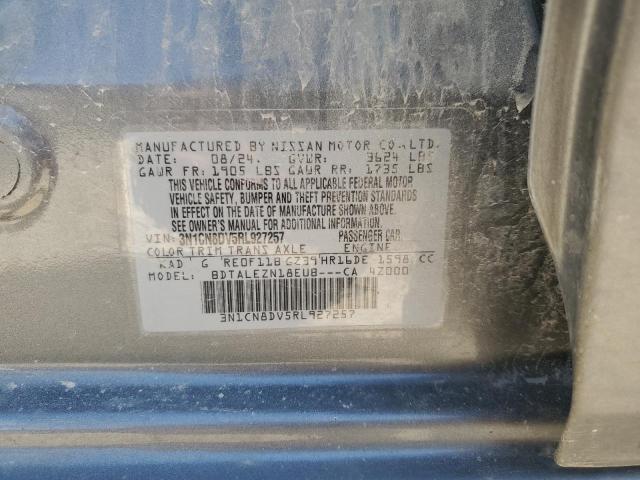 MANUFACTURED BY NISSAN MOTOR CO.,LTD.
DATE: 08/24. GVWR: 3624 LBS
GAWR FR: 1905 LBS GAWR RR: 1735 LBS
THIS VEHICLE CONFORMS TO ALL APPLICABLE FEDERAL MOTOR
VEHICLE SAFETY, BUMPER AND THEFT PREVENTION
STANDARDS IN EFFECT ON THE DATE OF MANUFACTURE SHOWN ABOVE.
SEE OWNER'S MANUAL FOR ADDITIONAL INFORMATION.
VIN: 3N1CN8DV5RL927257 PASSENGER CAR
COLOR TRIM TRANS AXLE ENGINE
KAD G RE0F11B GZ39 HR16DE 1598 CC
MODEL: BDTALEZN18EU8---CA 4Z000
3N1CN8DV5RL927257